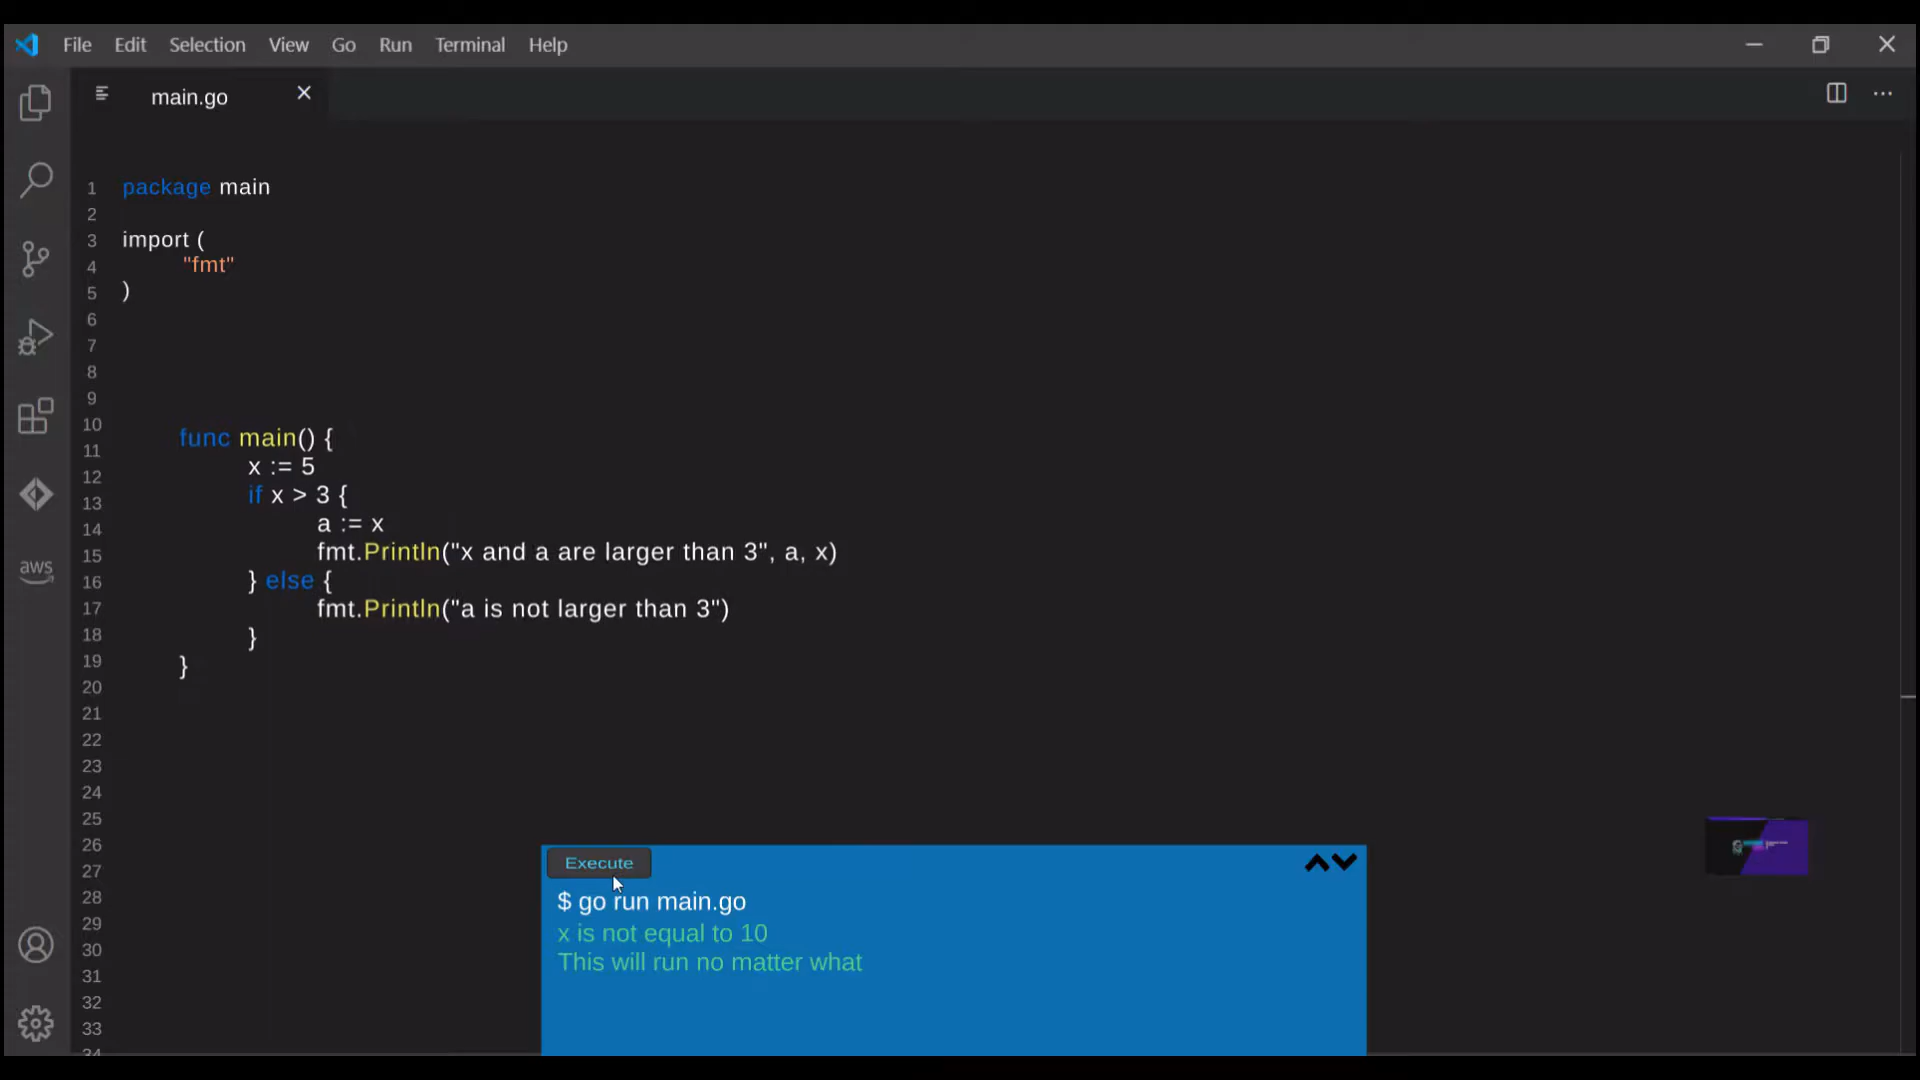 File Edit Selection View Go Run Terminal Help
main.go
1 package main
2
3 import (
4 "fmt"
5 )
6
7
8
9
10
11 func main() {
12 x := 5
13 if x > 3 {
14 a := x
15 fmt.Println("x and a are larger than 3", a, x)
16 } else {
17 fmt.Println("a is not larger than 3")
18 }
19 }
20
21
22
23
24
25
26
27
28
29
30
31
32
33
34
aws
Execute
$ go run main.go
x is not equal to 10
This will run no matter what